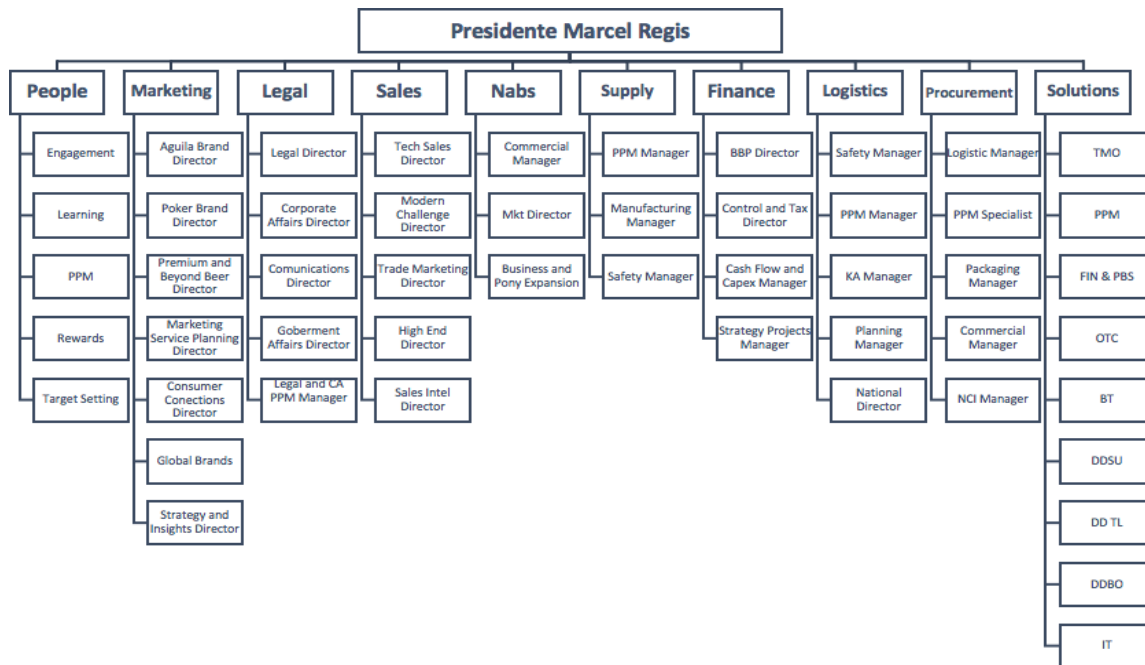 Presidente Marcel Regis
People
Marketing
Legal
Sales
Nabs
Supply
Finance
Logistics
Procurement
Solutions
Engagement
Learning
PPM
Rewards
Target Setting
Aguila Brand
Director
Poker Brand
Director
Premium and
Beyond Beer
Director
Marketing
Service Planning
Director
Consumer
Conections
Director
Global Brands
Strategy and
Insights Director
Legal Director
Corporate
Affairs Director
Comunications
Director
Goberment
Affairs Director
Legal and CA
PPM Manager
Tech Sales
Director
Modern
Challenge
Director
Trade Marketing
Director
High End
Director
Sales Intel
Director
Commercial
Manager
Mkt Director
Business and
Pony Expansion
PPM Manager
Manufacturing
Manager
Safety Manager
BBP Director
Control and Tax
Director
Cash Flow and
Capex Manager
Strategy Projects
Manager
Safety Manager
PPM Manager
KA Manager
Planning
Manager
National
Director
Logistic Manager
PPM Specialist
Packaging
Manager
Commercial
Manager
NCI Manager
TMO
PPM
FIN & PBS
OTC
BT
DDSU
DD TL
DDBO
IT